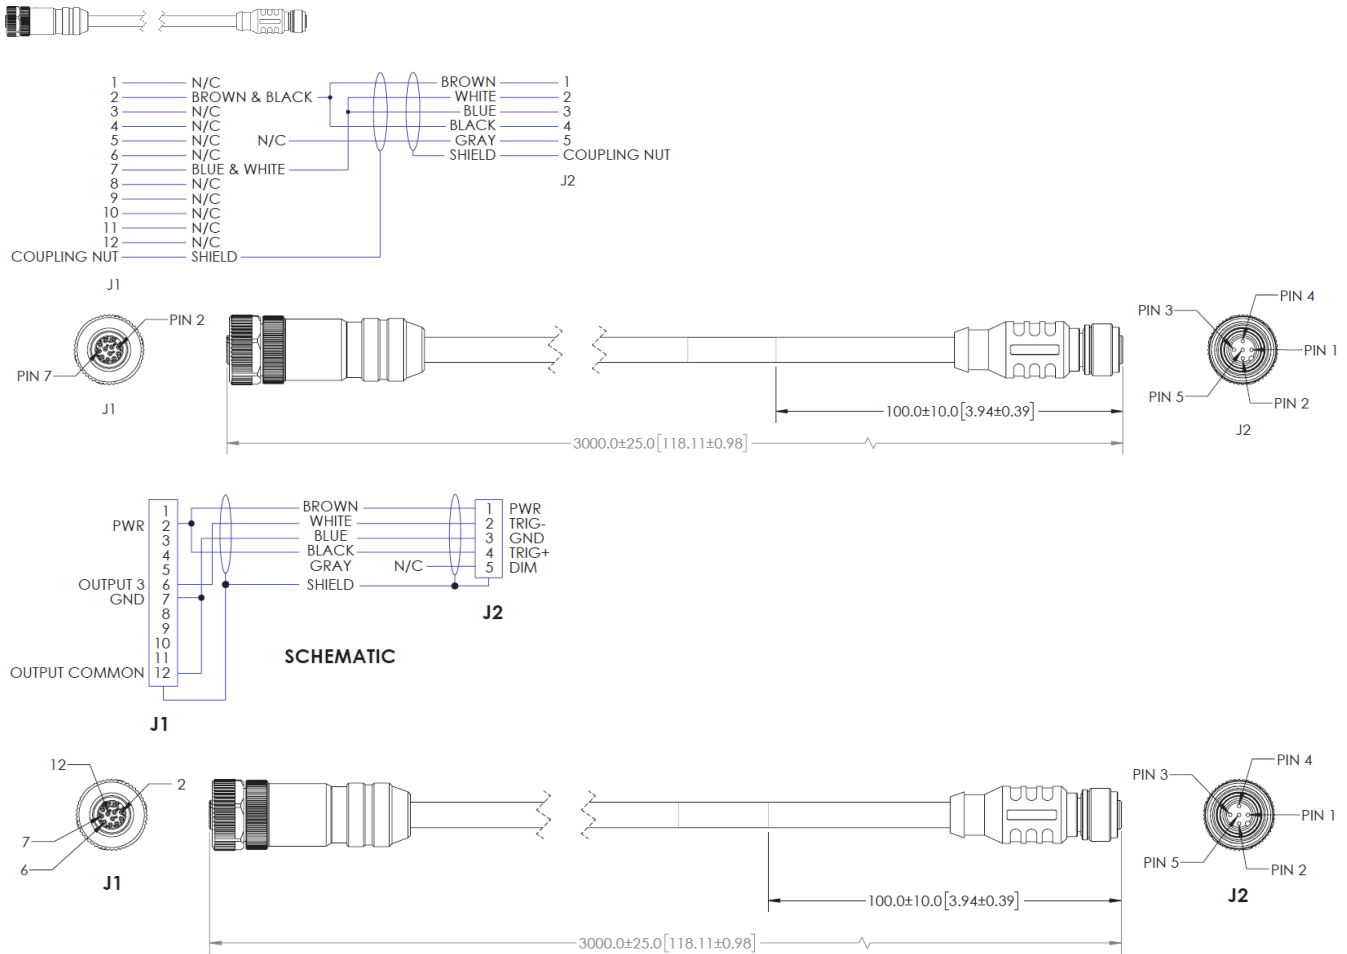 1 N/C BROWN 1
2 BROWN & BLACK WHITE 2
3 N/C BLUE 3
4 N/C BLACK 4
5 N/C N/C GRAY 5
6 N/C SHIELD COUPLING NUT
7 BLUE & WHITE
J2
8 N/C
9 N/C
10 N/C
11 N/C
12 N/C
COUPLING NUT SHIELD
J1
PIN 2
PIN 7
J1
PIN 4
PIN 3
PIN 1
PIN 5
PIN 2
J2
100.0±10.0[3.94±0.39]
3000.0±25.0[118.11±0.98]
1 BROWN 1 PWR
PWR 2 WHITE 2 TRIG-
3 BLUE 3 GND
4 BLACK 4 TRIG+
5 GRAY N/C 5 DIM
OUTPUT 3 6 SHIELD
GND 7
8
J2
9
10
11
SCHEMATIC
OUTPUT COMMON 12
J1
12
2
7
6
J1
PIN 4
PIN 3
PIN 1
PIN 5
PIN 2
J2
100.0±10.0[3.94±0.39]
3000.0±25.0[118.11±0.98]